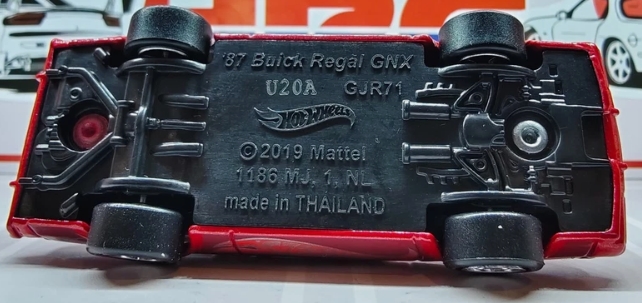 '87 Buick Regal GNX
U20A GJR71
Hot Wheels
©2019 Mattel
1186 MJ, 1, NL
made in THAILAND